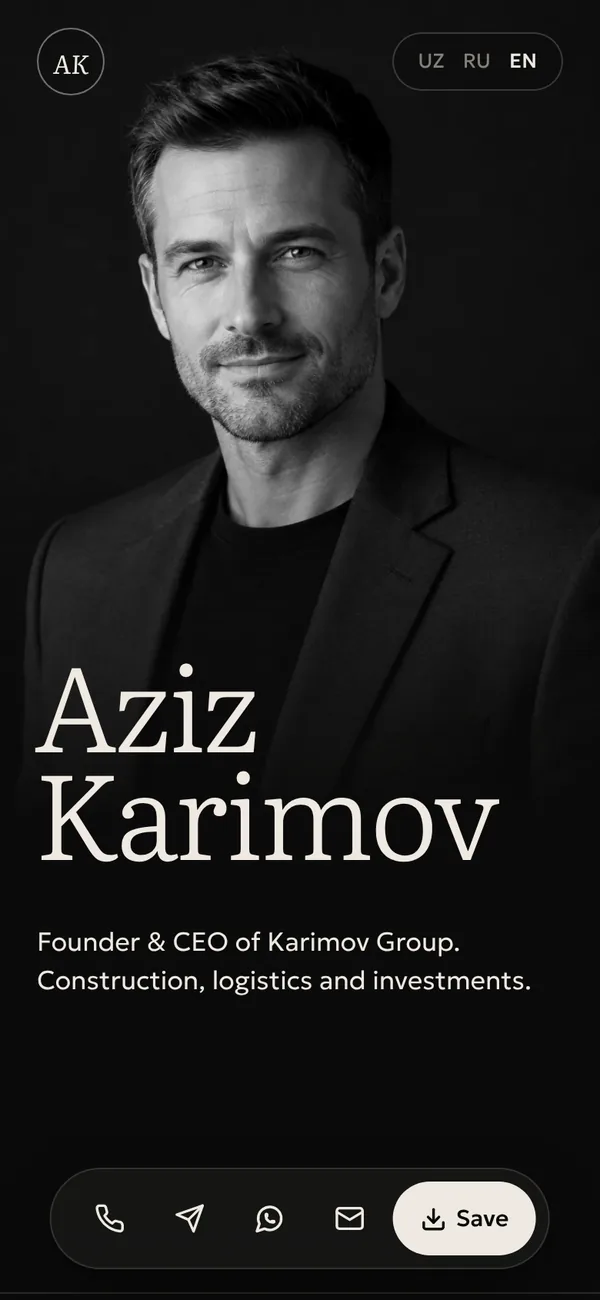 AK
UZ RU EN
Aziz
Karimov
Founder & CEO of Karimov Group.
Construction, logistics and investments.
Save